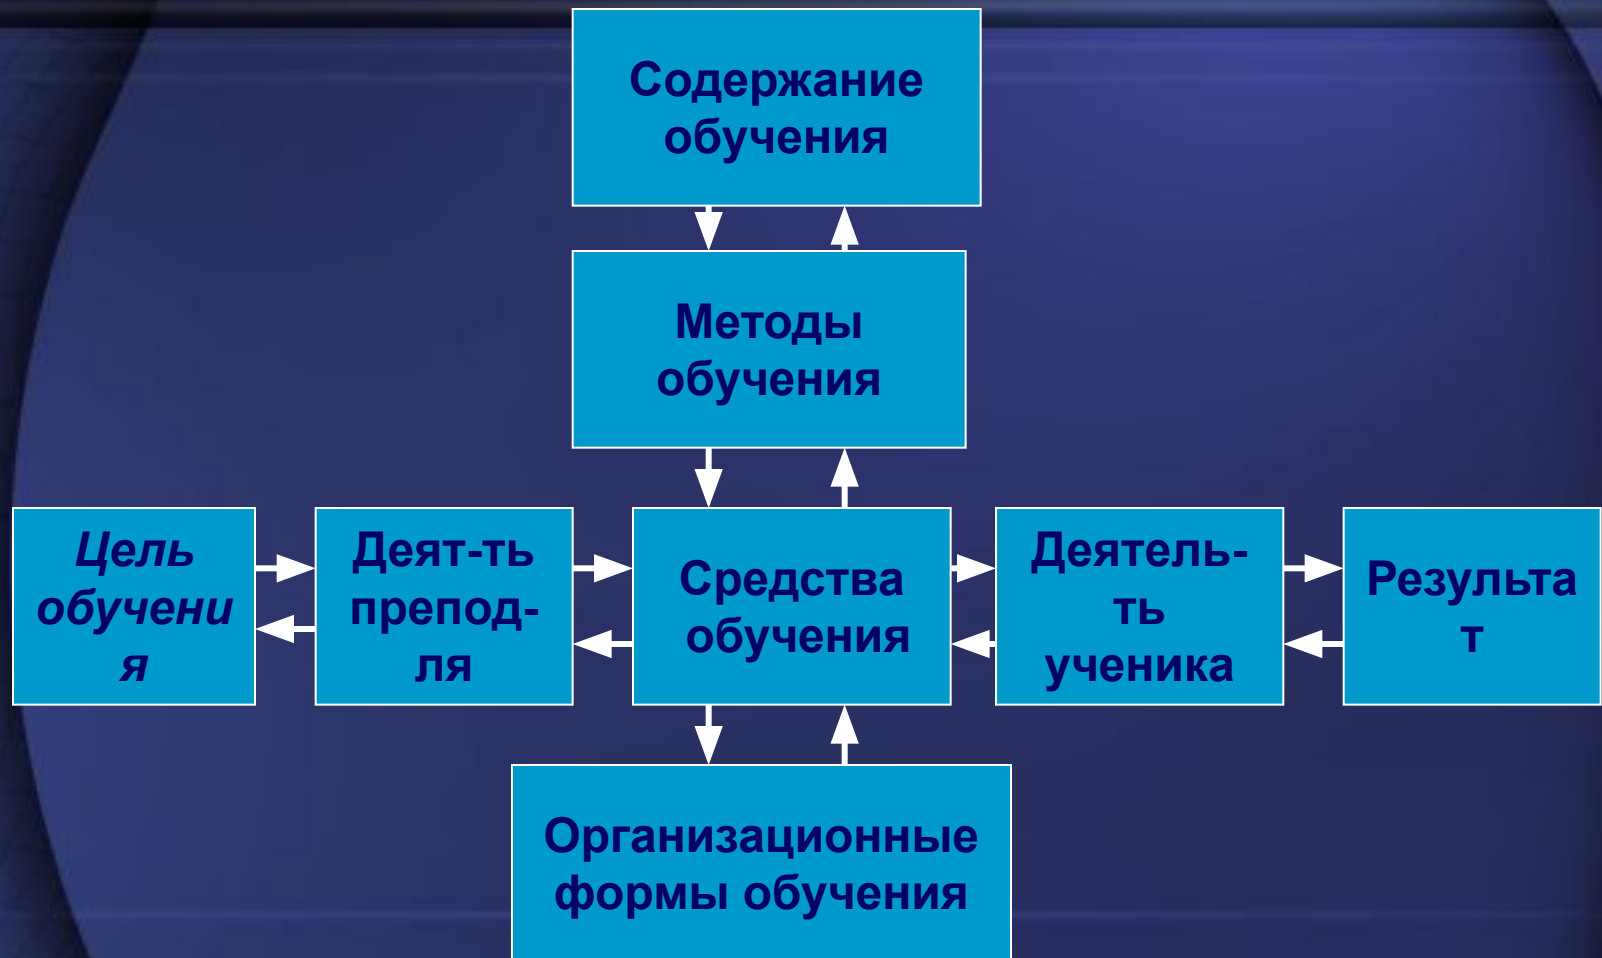 Содержание
обучения
Методы
обучения
Цель
обучени
я
Деят-ть
препод-
ля
Средства
обучения
Деятель-
ть
ученика
Результа
т
Организационные
формы обучения